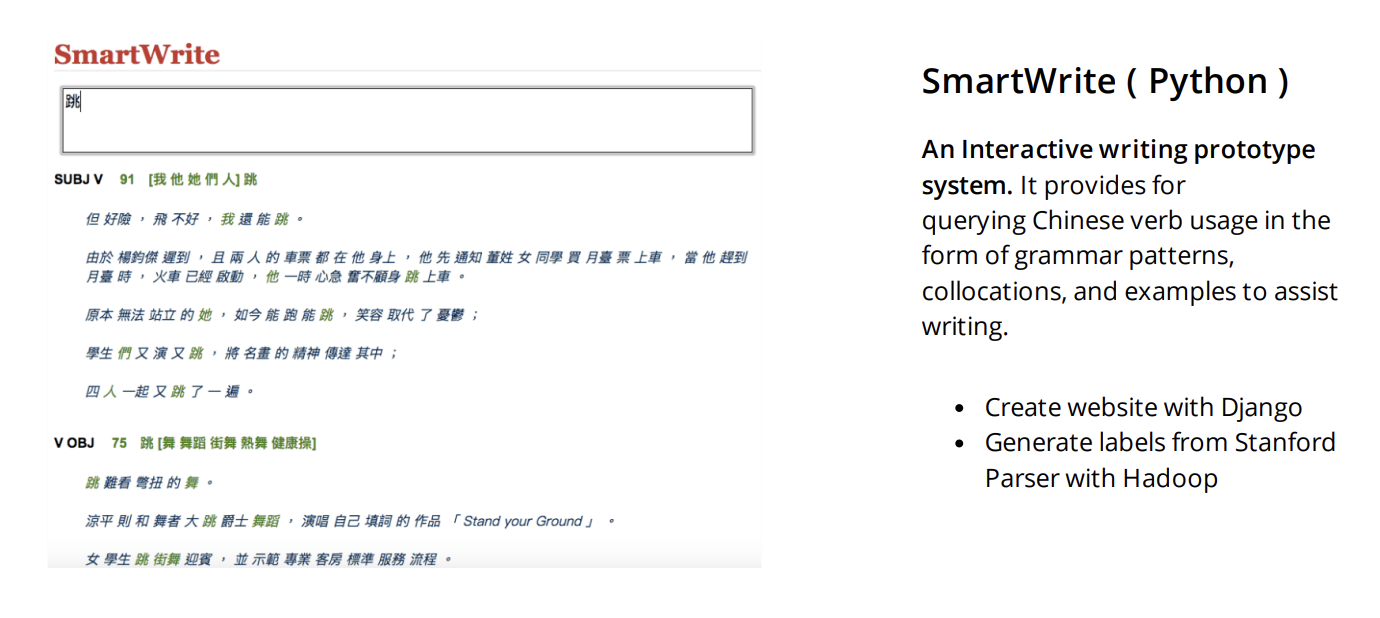 SmartWrite
跳
SUBJ V 91 [我 他 她 們 人] 跳
但 好險 ， 飛 不好 ， 我 還 能 跳 。
由於 楊鈞傑 遲到 ， 且 兩 人 的 車票 都 在 他 身上 ， 他 先 通知 董姓 女 同學 買 月臺 票 上車 ， 當 他 趕到
月臺 時 ， 火車 已經 啟動 ， 他 一時 心急 奮不顧身 跳 上車 。
原本 無法 站立 的 她 ， 如今 能 跑 能 跳 ， 笑容 取代 了 憂鬱 ；
學生 們 又 演 又 跳 ， 將 名畫 的 精神 傳達 其中 ；
四 人 一起 又 跳 了 一 遍 。
V OBJ 75 跳 [舞 舞蹈 街舞 熱舞 健康操]
跳 難看 彆扭 的 舞 。
涼平 則 和 舞者 大 跳 爵士 舞蹈 ， 演唱 自己 填詞 的 作品 「 Stand your Ground 」 。
女 學生 跳 街舞 迎賓 ， 並 示範 專業 客房 標準 服務 流程 。
SmartWrite ( Python )
An Interactive writing prototype
system. It provides for
querying Chinese verb usage in the
form of grammar patterns,
collocations, and examples to assist
writing.
• Create website with Django
• Generate labels from Stanford
Parser with Hadoop